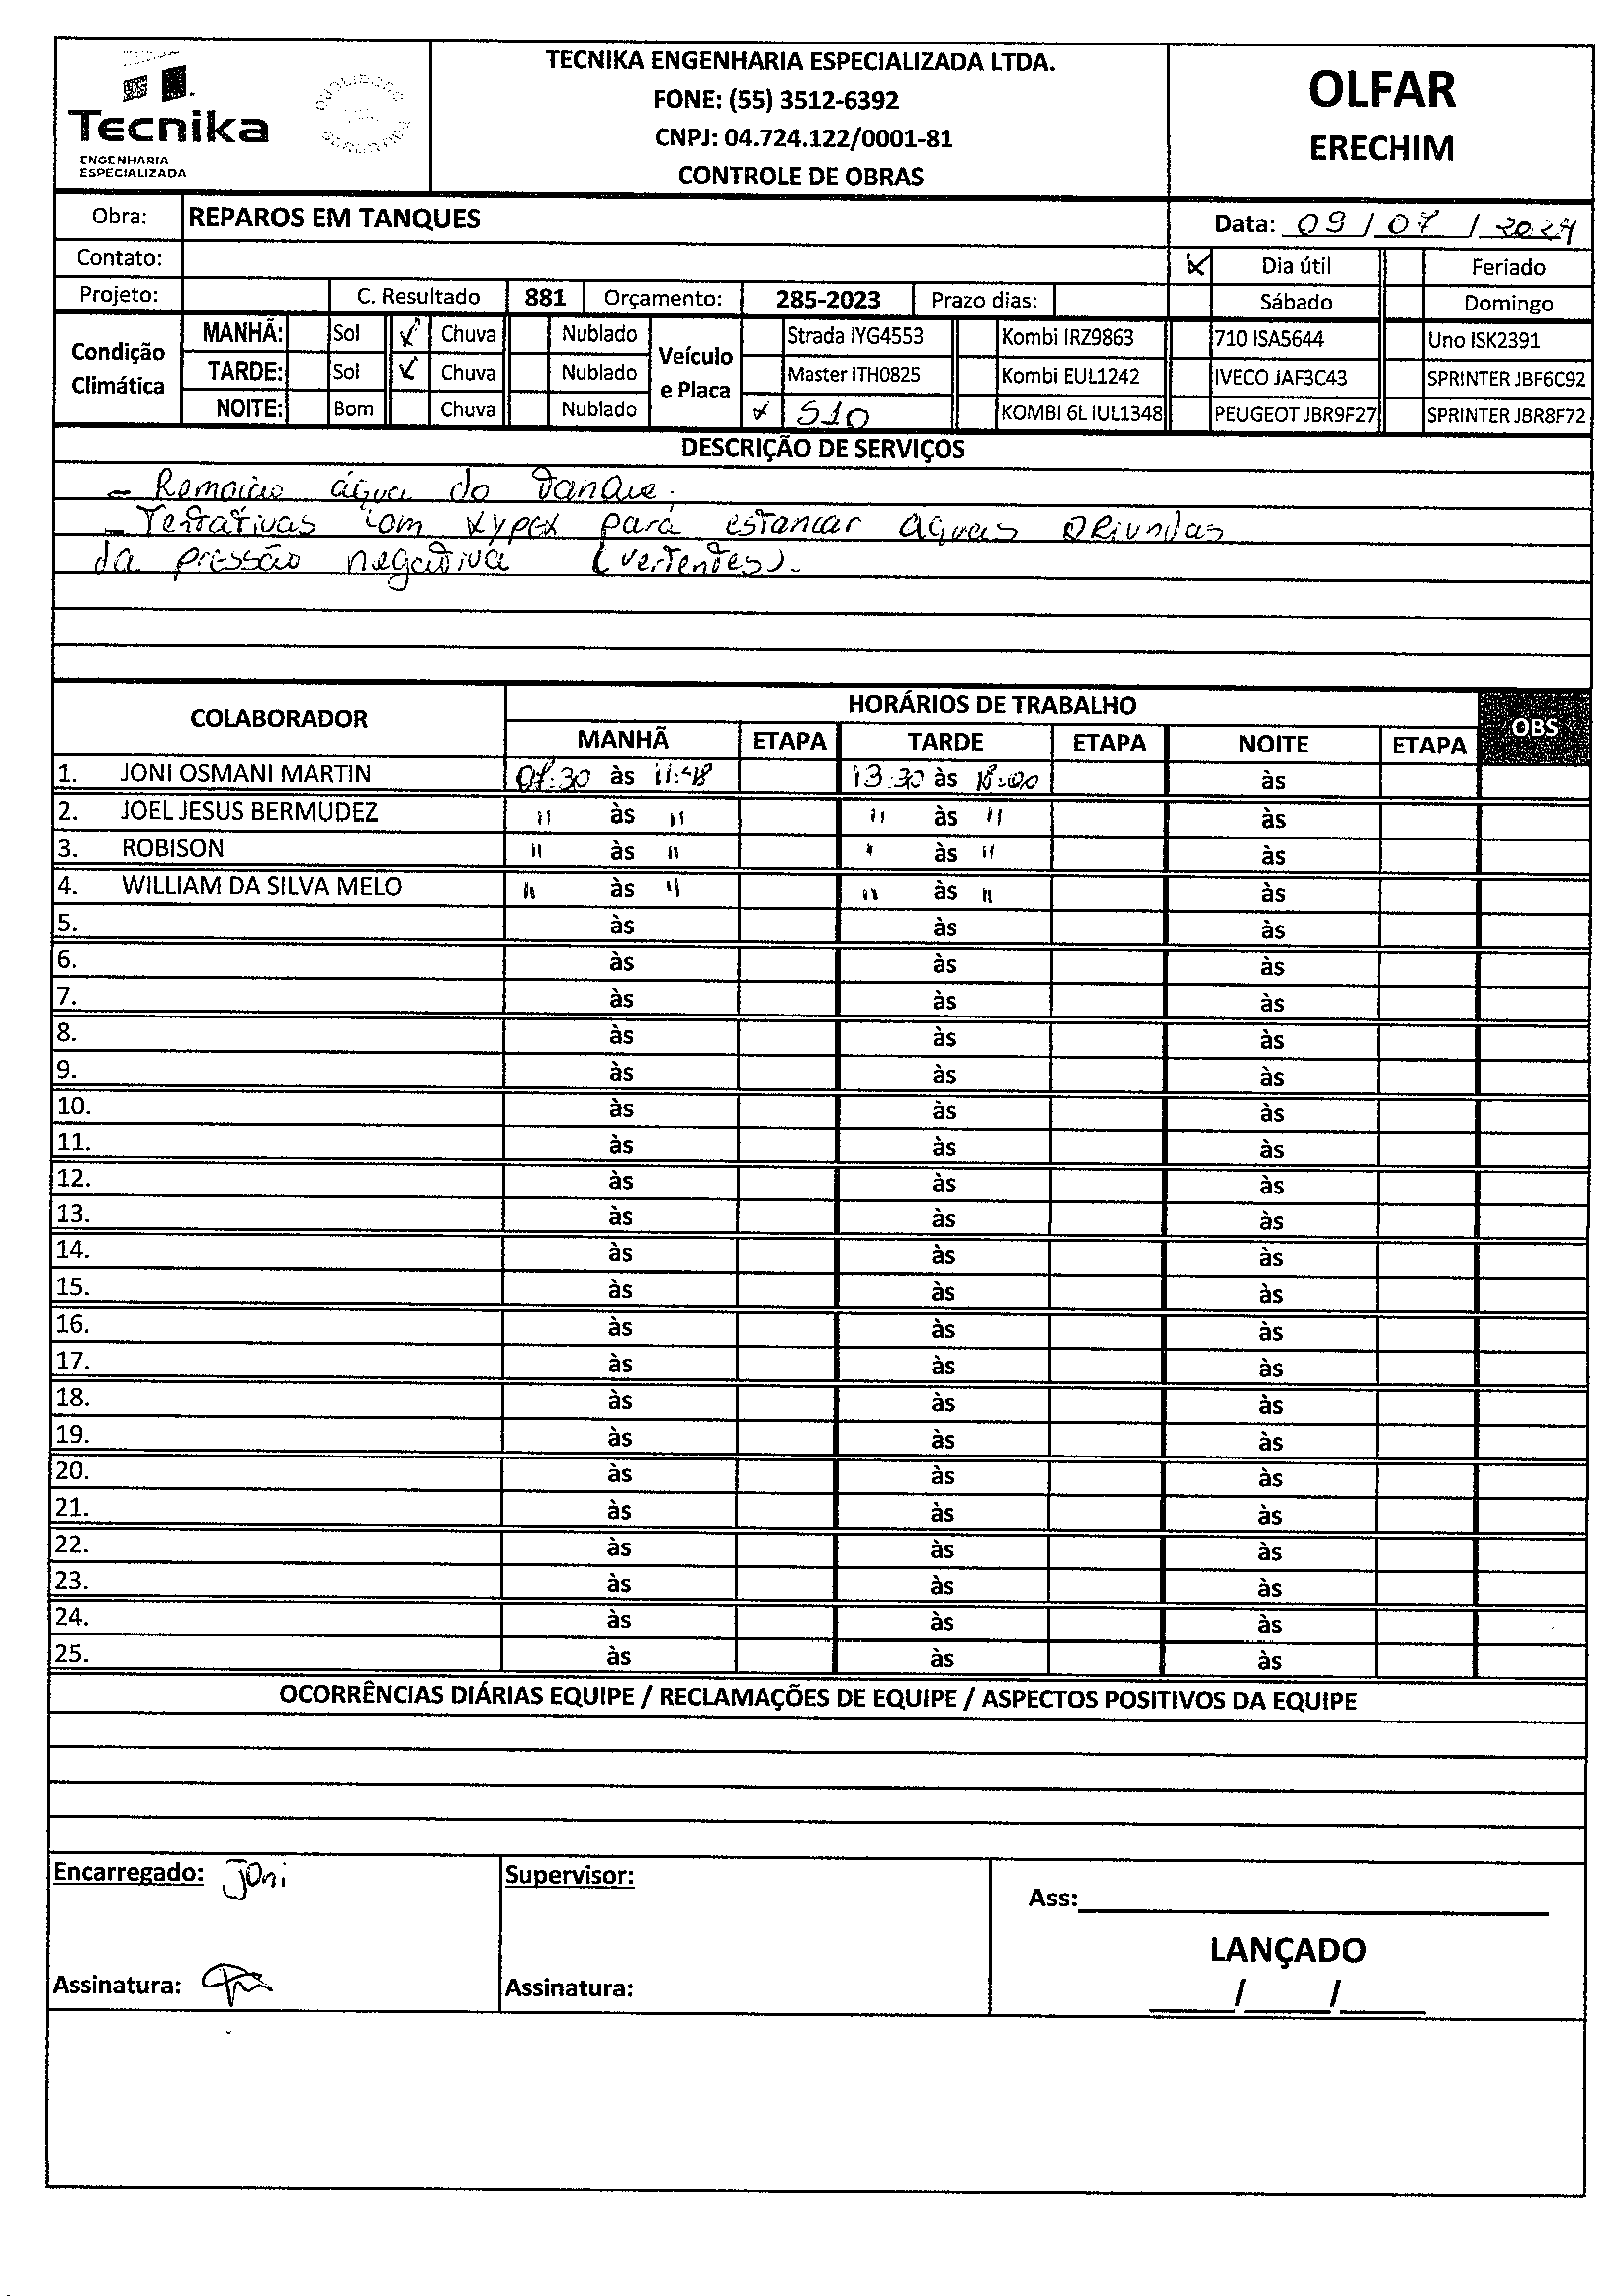 TECNIKA ENGENHARIA ESPECIALIZADA LTDA.
FONE: (55) 3512-6392
CNPJ: 04.724.122/0001-81
CONTROLE DE OBRAS
Tecnika
ENGENHARIA
ESPECIALIZADA
OLFAR
ERECHIM
Obra: REPAROS EM TANQUES Data: 09/07/2024
Contato: Dia útil Feriado
Projeto: C. Resultado 881 Orçamento: 285-2023 Prazo dias: Sábado Domingo
Condição Climática Veículo e Placa
MANHÃ: Sol Chuva Nublado Strada IYG4553 Kombi IRZ9863 710 ISA5644 Uno ISK2391
TARDE: Sol Chuva Nublado Master ITH0825 Kombi EUL1242 IVECO JAF3C43 SPRINTER JBF6C92
NOITE: Bom Chuva Nublado S10 KOMBI 6L IUL1348 PEUGEOT JBR9F27 SPRINTER JBR8F72
DESCRIÇÃO DE SERVIÇOS
- água do Tanque.
- Tentativas com xypex para estancar aguas oriundas
da pressão negativa (vertentes).
COLABORADOR HORÁRIOS DE TRABALHO OBS
MANHÃ ETAPA TARDE ETAPA NOITE ETAPA
1. JONI OSMANI MARTIN às 11:48 13:30 às 18:00 às
2. JOEL JESUS BERMUDEZ " às " " às " às
3. ROBISON " às " " às " às
4. WILLIAM DA SILVA MELO " às " " às " às
5. às às às
6. às às às
7. às às às
8. às às às
9. às às às
10. às às às
11. às às às
12. às às às
13. às às às
14. às às às
15. às às às
16. às às às
17. às às às
18. às às às
19. às às às
20. às às às
21. às às às
22. às às às
23. às às às
24. às às às
25. às às às
OCORRÊNCIAS DIÁRIAS EQUIPE / RECLAMAÇÕES DE EQUIPE / ASPECTOS POSITIVOS DA EQUIPE
Encarregado: Joni Supervisor:
Ass:
LANÇADO
Assinatura: Assinatura:
/ /